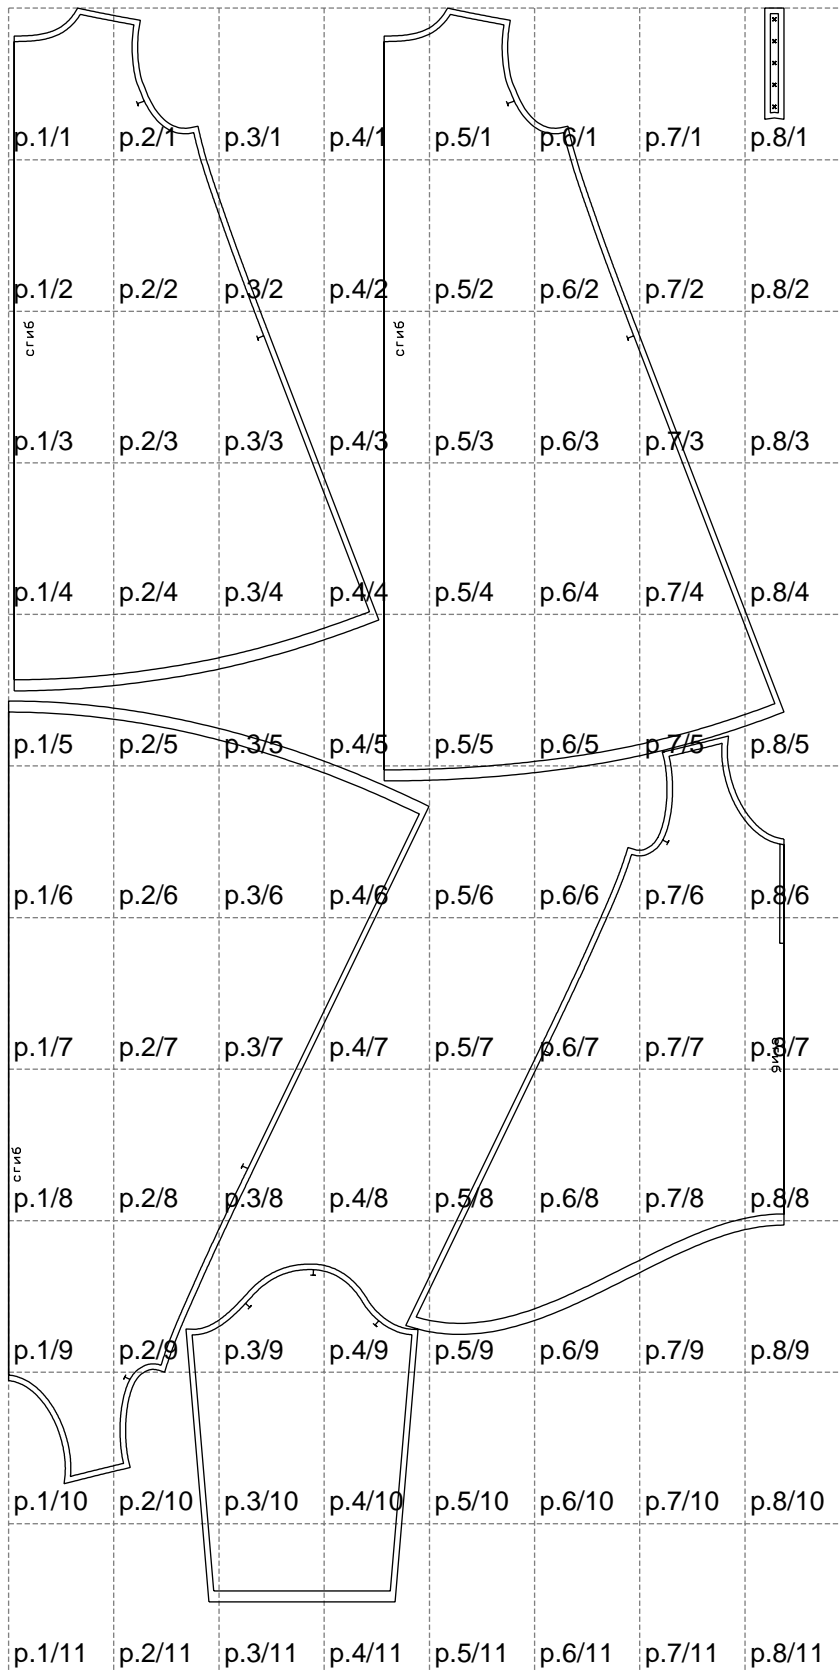 p.1/1 p.2/1 p.3/1 p.4/1 p.5/1 p.6/1 p.7/1 p.8/1
p.1/2 p.2/2 p.3/2 p.4/2 p.5/2 p.6/2 p.7/2 p.8/2
сгиб сгиб
p.1/3 p.2/3 p.3/3 p.4/3 p.5/3 p.6/3 p.7/3 p.8/3
p.1/4 p.2/4 p.3/4 p.4/4 p.5/4 p.6/4 p.7/4 p.8/4
p.1/5 p.2/5 p.3/5 p.4/5 p.5/5 p.6/5 p.7/5 p.8/5
p.1/6 p.2/6 p.3/6 p.4/6 p.5/6 p.6/6 p.7/6 p.8/6
p.1/7 p.2/7 p.3/7 p.4/7 p.5/7 p.6/7 p.7/7 p.8/7
сгиб
сгиб
p.1/8 p.2/8 p.3/8 p.4/8 p.5/8 p.6/8 p.7/8 p.8/8
p.1/9 p.2/9 p.3/9 p.4/9 p.5/9 p.6/9 p.7/9 p.8/9
p.1/10 p.2/10 p.3/10 p.4/10 p.5/10 p.6/10 p.7/10 p.8/10
p.1/11 p.2/11 p.3/11 p.4/11 p.5/11 p.6/11 p.7/11 p.8/11